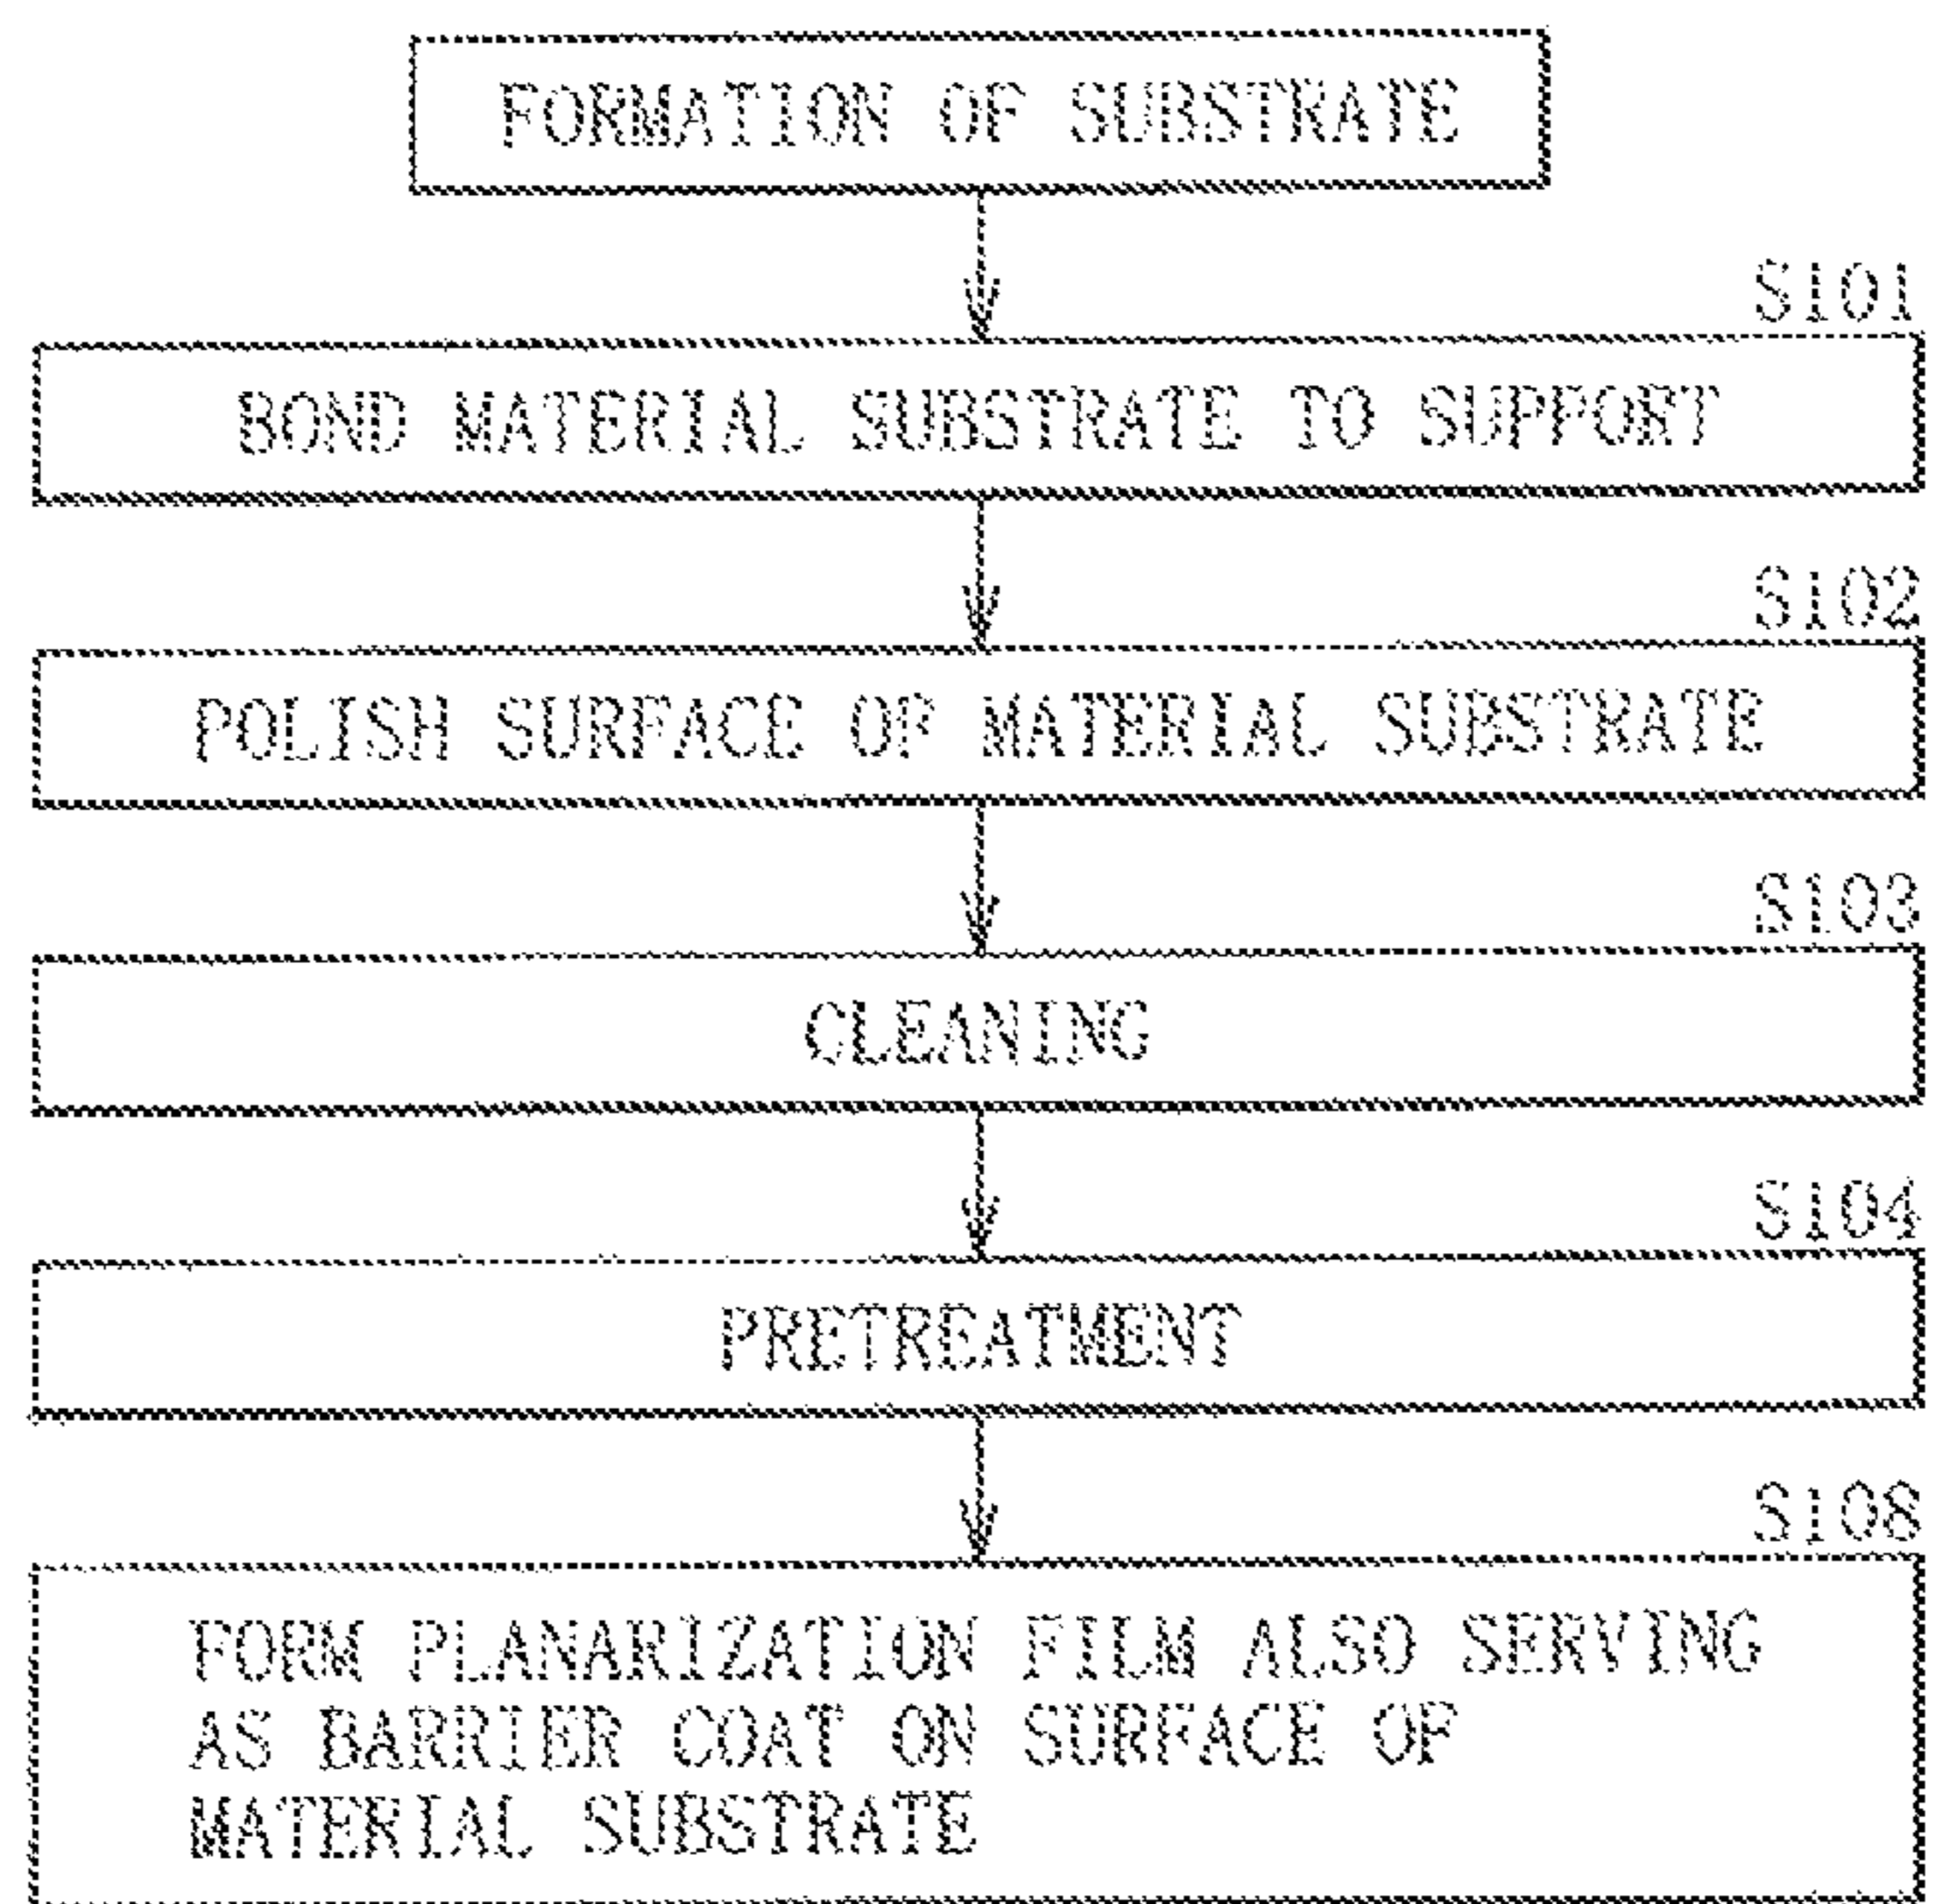 FORMATION OF SUBSTRATE
S101
BOND MATERIAL SUBSTRATE TO SUPPORT
S102
POLISH SURFACE OF MATERIAL SUBSTRATE
S103
CLEANING
S104
PRETREATMENT
S108
FORM PLANARIZATION FILM ALSO SERVING
AS BARRIER COAT ON SURFACE OF
MATERIAL SUBSTRATE